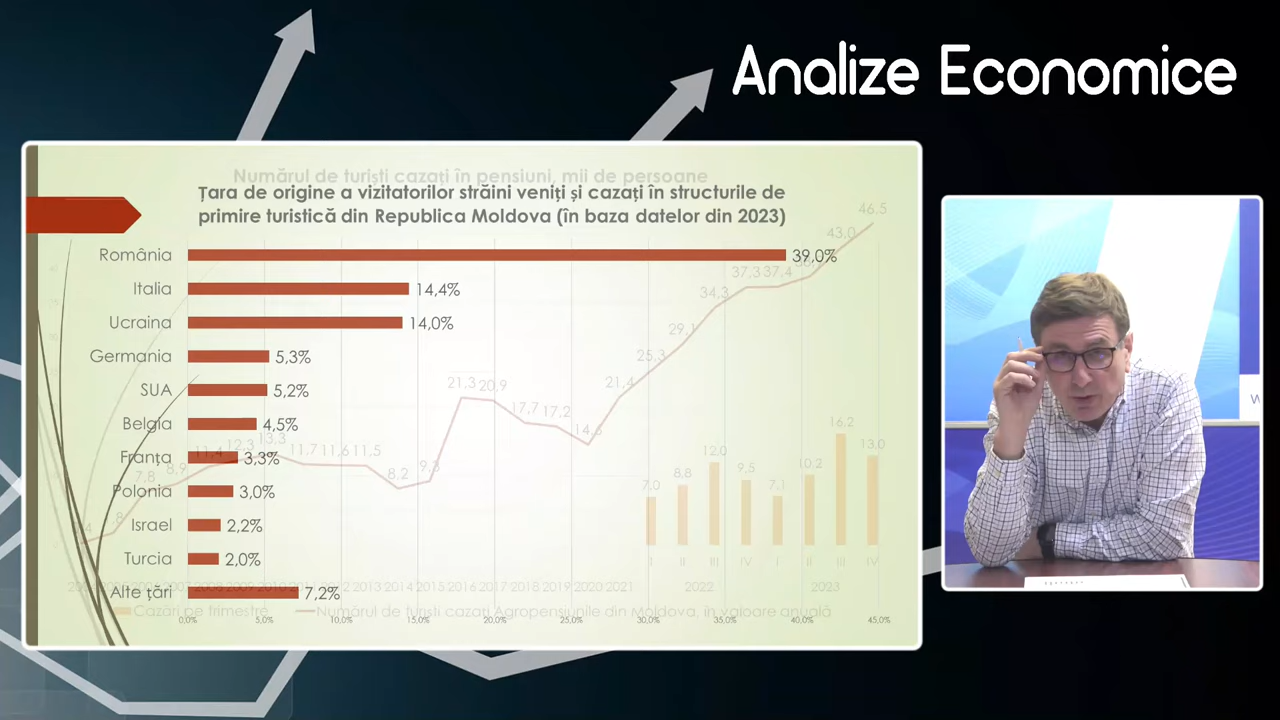 Analize Economice
Numărul de turiști cazați în pensiuni, mii de persoane
Țara de origine a vizitatorilor străini veniți și cazați în structurile de
primire turistică din Republica Moldova (în baza datelor din 2023)
România 39,0%
Italia 14,4%
Ucraina 14,0%
Germania 5,3%
SUA 5,2%
Belgia 4,5%
Franța 3,3%
Polonia 3,0%
Israel 2,2%
Turcia 2,0%
Alte țări 7,2%
0,0% 5,0% 10,0% 15,0% 20,0% 25,0% 30,0% 35,0% 40,0% 45,0%
7,8 8,9 11,4 12,3 13,3 11,7 11,6 11,5 8,2 9,3 21,3 20,9 17,7 17,2 14,6 21,4 25,3 29,1 34,3 37,3 37,4 43,0 46,5
7,0 8,8 12,0 9,5 7,1 10,2 16,2 13,0
I II III IV I II III IV
2006 2007 2008 2009 2010 2011 2012 2013 2014 2015 2016 2017 2018 2019 2020 2021 2022 2023
Cazări pe trimestre Numărul de turiști cazați Agropensiunile din Moldova, în valoare anuală
W